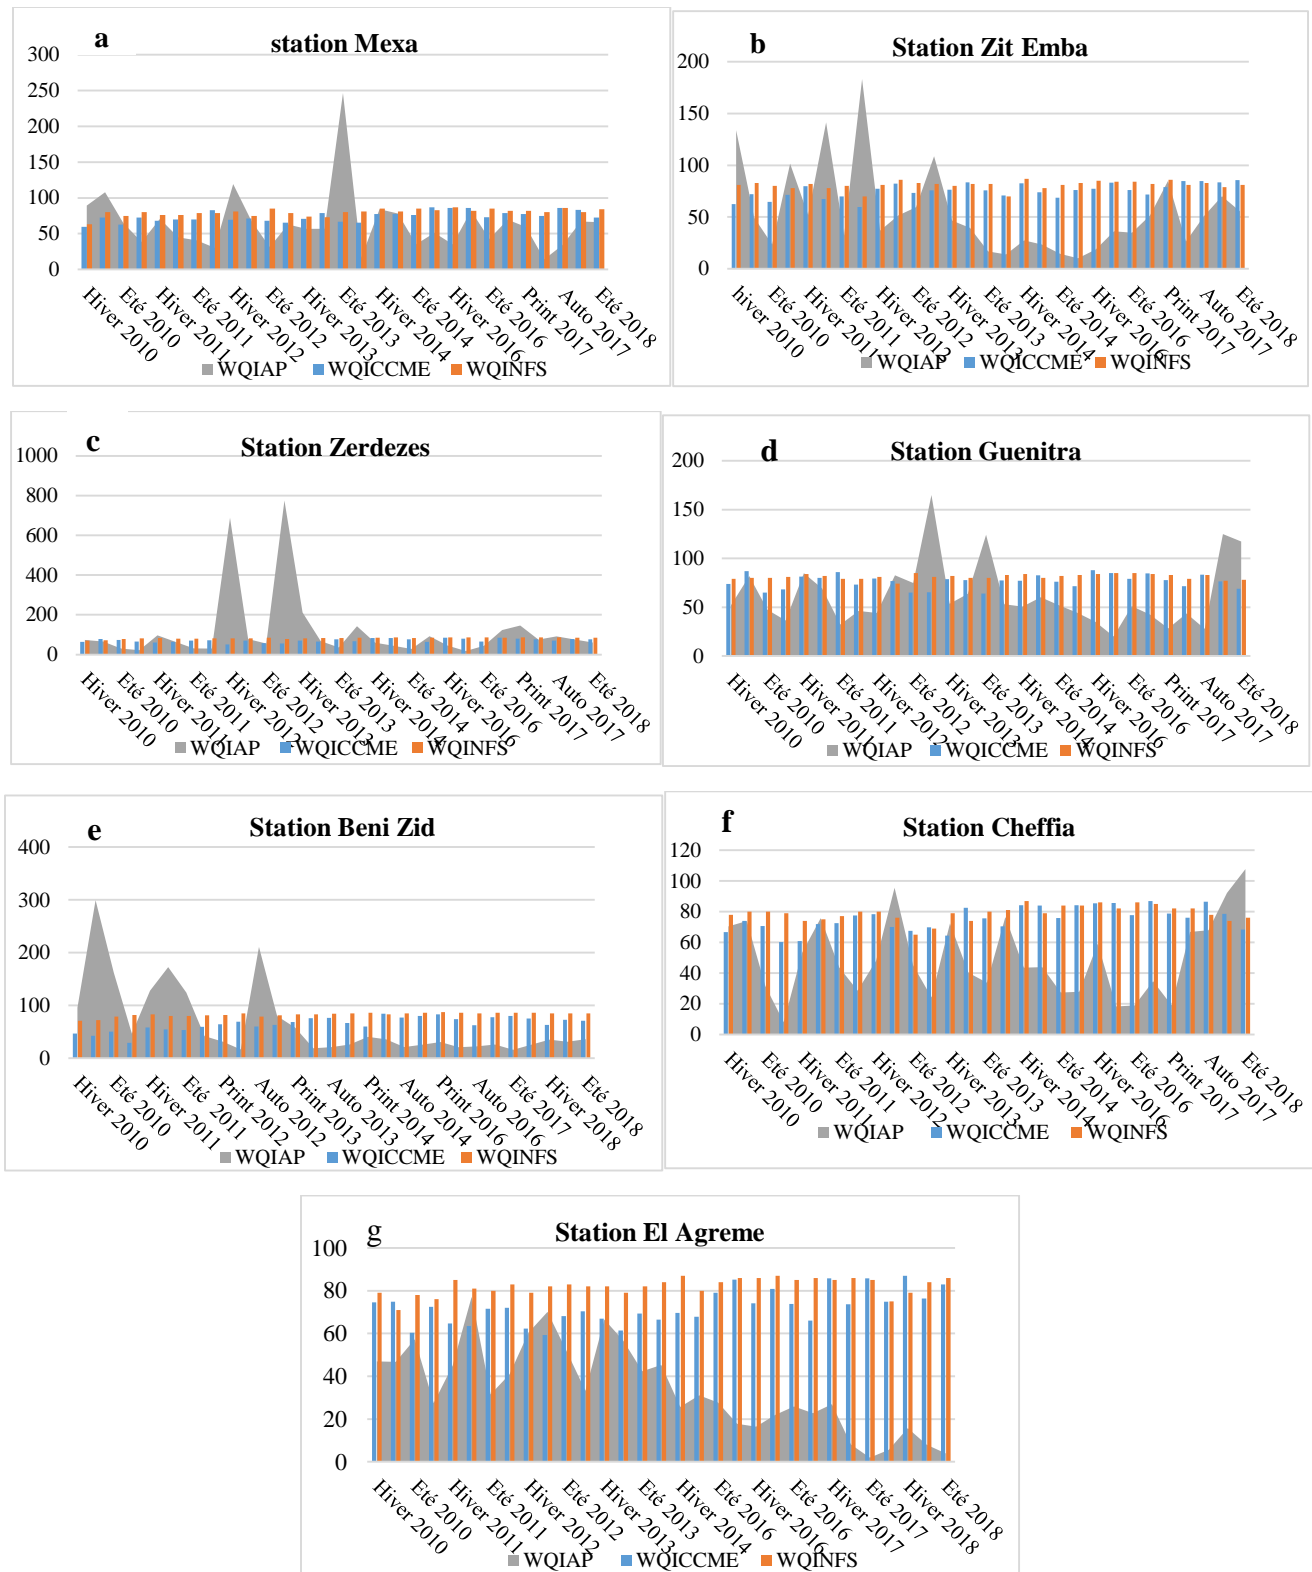 a
station Mexa
300
250
200
150
100
50
0
Hiver 2010
Eté 2010
Hiver 2011
Eté 2011
Hiver 2012
Eté 2012
Hiver 2013
Eté 2013
Hiver 2014
Eté 2014
Hiver 2016
Eté 2016
Print 2017
Auto 2017
Eté 2018
WQIAP WQICCME WQINFS
b
Station Zit Emba
200
150
100
50
0
hiver 2010
Eté 2010
Hiver 2011
Eté 2011
Hiver 2012
Eté 2012
Hiver 2013
Eté 2013
Hiver 2014
Eté 2014
Hiver 2016
Eté 2016
Print 2017
Auto 2017
Eté 2018
WQIAP WQICCME WQINFS
c
Station Zerdezes
1000
800
600
400
200
0
Hiver 2010
Eté 2010
Hiver 2011
Eté 2011
Hiver 2012
Eté 2012
Hiver 2013
Eté 2013
Hiver 2014
Eté 2014
Hiver 2016
Eté 2016
Print 2017
Auto 2017
Eté 2018
WQIAP WQICCME WQINFS
d
Station Guenitra
200
150
100
50
0
Hiver 2010
Eté 2010
Hiver 2011
Eté 2011
Hiver 2012
Eté 2012
Hiver 2013
Eté 2013
Hiver 2014
Eté 2014
Hiver 2016
Eté 2016
Print 2017
Auto 2017
Eté 2018
WQIAP WQICCME WQINFS
e
Station Beni Zid
400
300
200
100
0
Hiver 2010
Eté 2010
Hiver 2011
Eté 2011
Print 2012
Auto 2012
Print 2013
Auto 2013
Print 2014
Auto 2014
Print 2016
Auto 2016
Eté 2017
Hiver 2018
Eté 2018
WQIAP WQICCME WQINFS
f
Station Cheffia
120
100
80
60
40
20
0
Hiver 2010
Eté 2010
Hiver 2011
Eté 2011
Hiver 2012
Eté 2012
Hiver 2013
Eté 2013
Hiver 2014
Eté 2014
Hiver 2016
Eté 2016
Print 2017
Auto 2017
Eté 2018
WQIAP WQICCME WQINFS
g
Station El Agreme
100
80
60
40
20
0
Hiver 2010
Eté 2010
Hiver 2011
Eté 2011
Hiver 2012
Eté 2012
Hiver 2013
Eté 2013
Hiver 2014
Eté 2016
Hiver 2016
Eté 2016
Hiver 2017
Eté 2017
Hiver 2018
Eté 2018
WQIAP WQICCME WQINFS